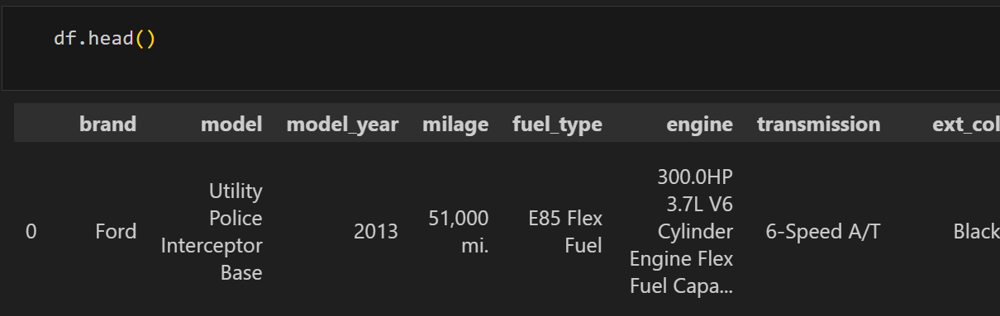 df.head()
brand model model_year milage fuel_type engine transmission ext_col
300.0HP
Utility 3.7L V6
Police 51,000 E85 Flex Cylinder
0 Ford Interceptor 2013 mi. Fuel Engine Flex 6-Speed A/T Black
Base Fuel Capa...